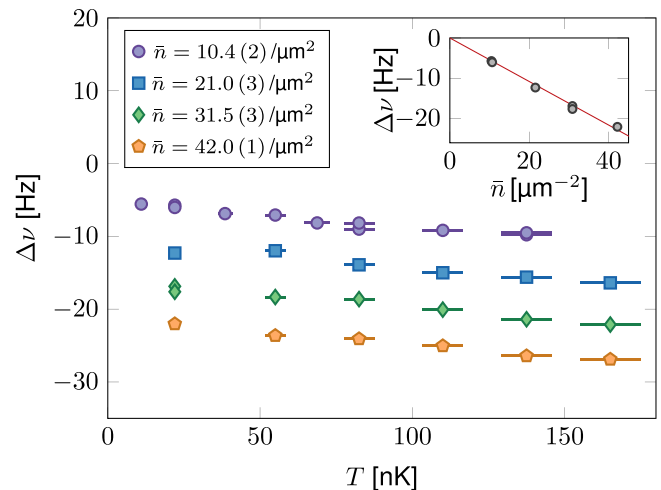 20
10
0
−10
−20
−30
0
50
100
150
Δν [Hz]
T [nK]
n̄ = 10.4 (2) /µm²
n̄ = 21.0 (3) /µm²
n̄ = 31.5 (3) /µm²
n̄ = 42.0 (1) /µm²
0
−10
−20
0
20
40
Δν [Hz]
n̄ [µm⁻²]